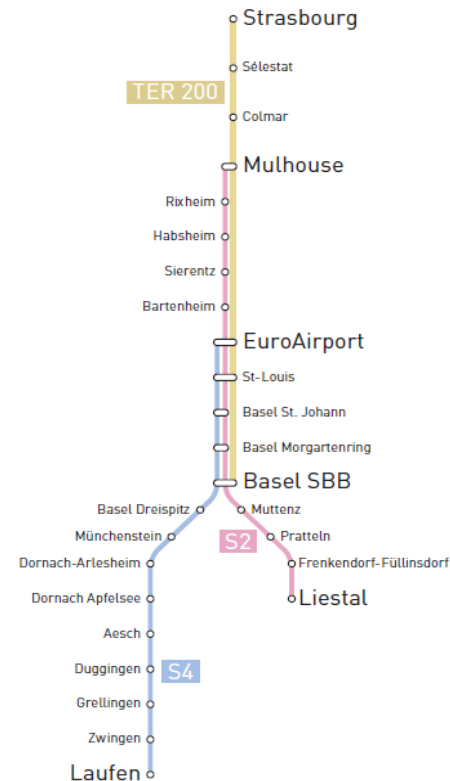 Strasbourg
Sélestat
TER 200
Colmar
Mulhouse
Rixheim
Habsheim
Sierentz
Bartenheim
EuroAirport
St-Louis
Basel St. Johann
Basel Morgartenring
Basel SBB
Basel Dreispitz
Muttenz
Münchenstein
S2
Pratteln
Dornach-Arlesheim
Frenkendorf-Füllinsdorf
Dornach Apfelsee
Liestal
Aesch
Duggingen
S4
Grellingen
Zwingen
Laufen